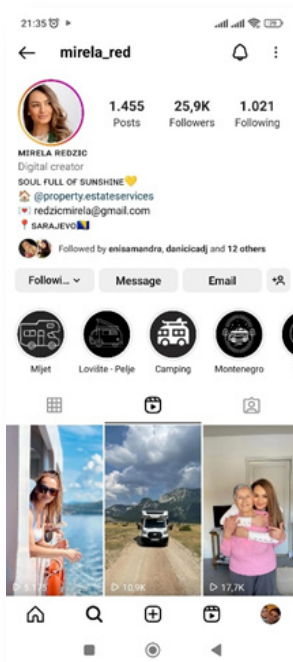 21:35
mirela_red
1.455 25,9K 1.021
Posts Followers Following
MIRELA REDZIC
Digital creator
SOUL FULL OF SUNSHINE💛
🏠 @property.estateservices
💌 redzicmirela@gmail.com
📍 SARAJEVO🇧🇦
Followed by enisamandra, danicicadj and 12 others
Followi... Message Email
Mljet Lovište - Pelje Camping Montenegro
5.175 10,9K 17,7K